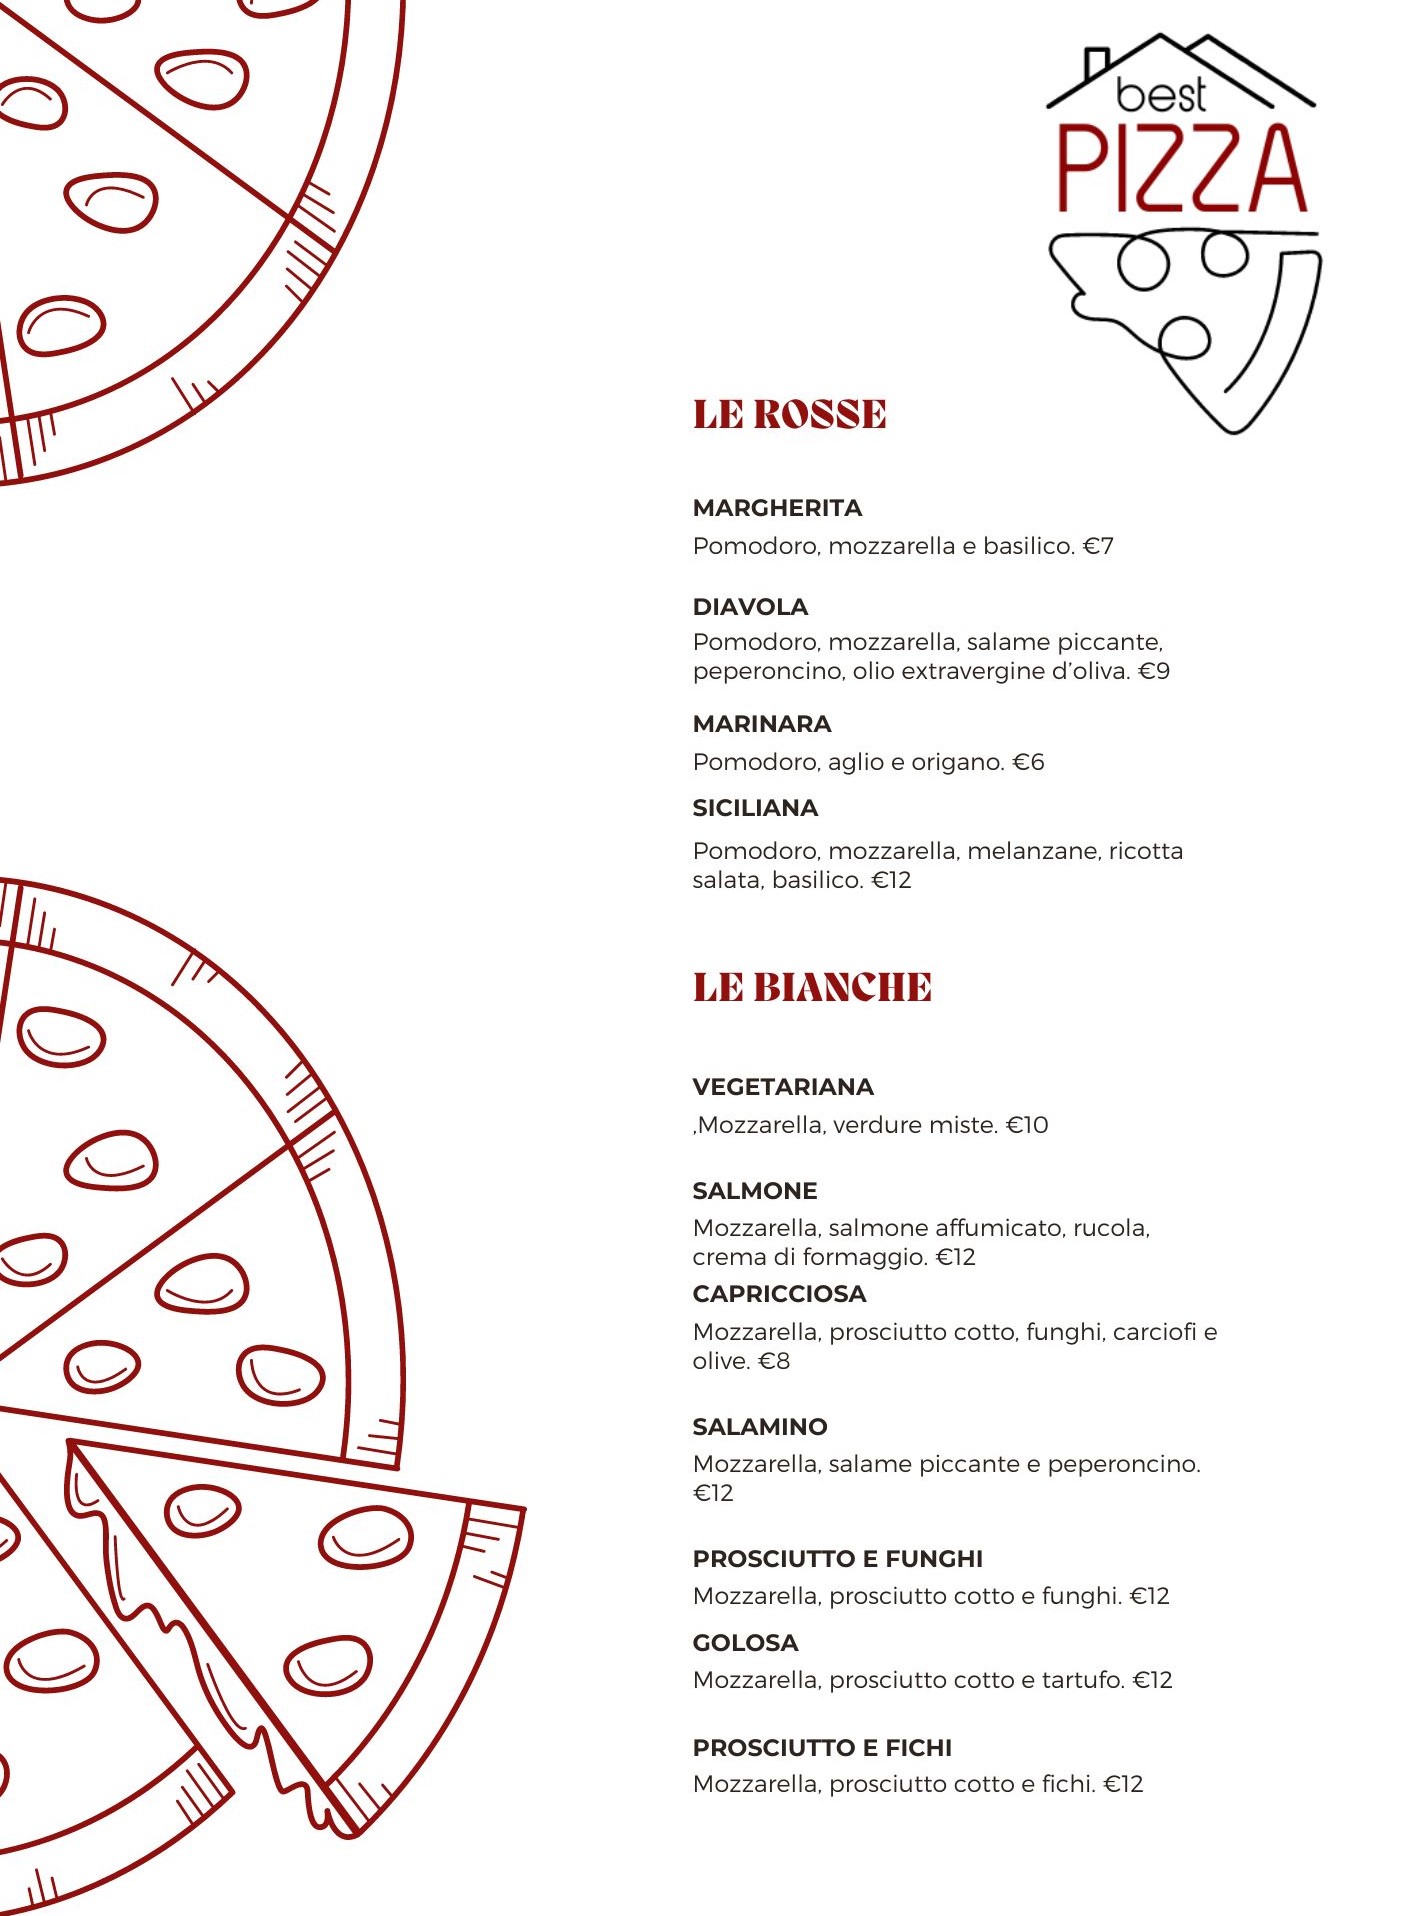 best
PIZZA
LE ROSSE
MARGHERITA
Pomodoro, mozzarella e basilico. €7
DIAVOLA
Pomodoro, mozzarella, salame piccante,
peperoncino, olio extravergine d’oliva. €9
MARINARA
Pomodoro, aglio e origano. €6
SICILIANA
Pomodoro, mozzarella, melanzane, ricotta
salata, basilico. €12
LE BIANCHE
VEGETARIANA
,Mozzarella, verdure miste. €10
SALMONE
Mozzarella, salmone affumicato, rucola,
crema di formaggio. €12
CAPRICCIOSA
Mozzarella, prosciutto cotto, funghi, carciofi e
olive. €8
SALAMINO
Mozzarella, salame piccante e peperoncino.
€12
PROSCIUTTO E FUNGHI
Mozzarella, prosciutto cotto e funghi. €12
GOLOSA
Mozzarella, prosciutto cotto e tartufo. €12
PROSCIUTTO E FICHI
Mozzarella, prosciutto cotto e fichi. €12